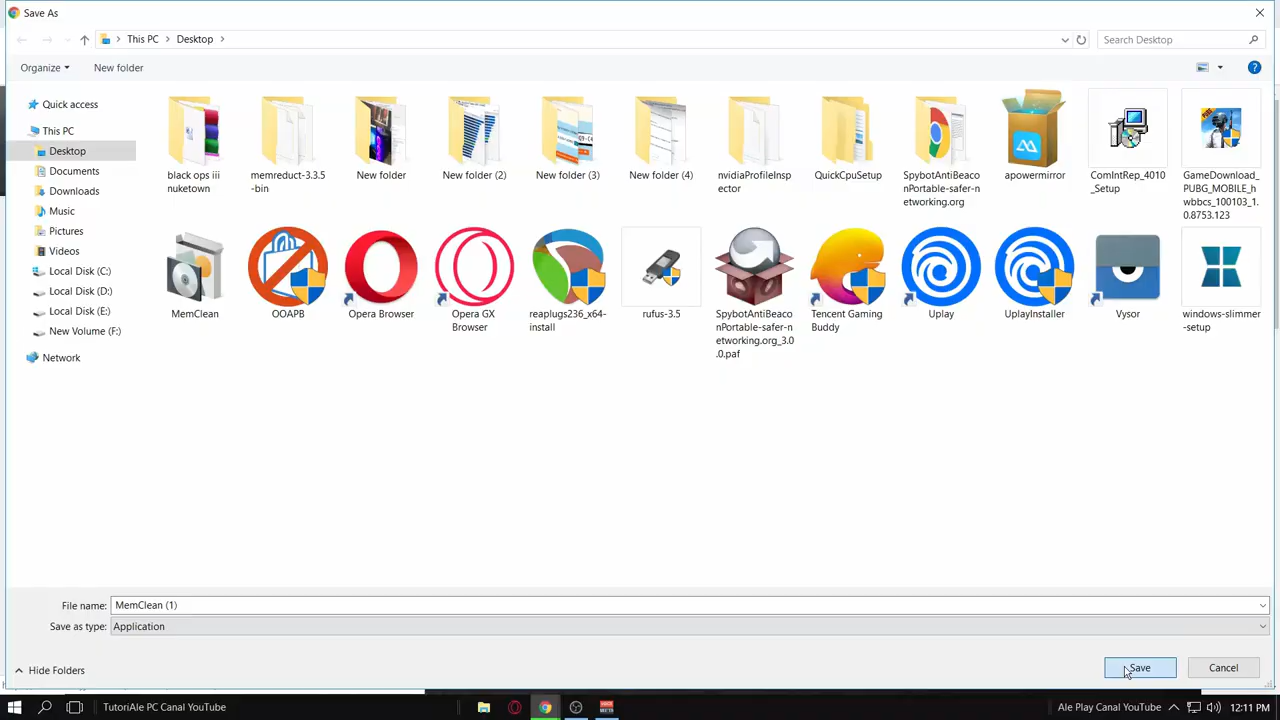 Save As
This PC
Desktop
Search Desktop
Organize
New folder
Quick access
This PC
Desktop
Documents
Downloads
Music
Pictures
Videos
Local Disk (C:)
Local Disk (D:)
Local Disk (E:)
New Volume (F:)
Network
black ops iii
nuketown
memreduct-3.3.5
-bin
New folder
New folder (2)
New folder (3)
New folder (4)
nvidiaProfileInsp
ector
QuickCpuSetup
SpybotAntiBeaco
nPortable-safer-n
etworking.org
apowermirror
ComIntRep_4010
_Setup
GameDownload_
PUBG_MOBILE_h
wbbcs_100103_1.
0.8753.123
MemClean
OOAPB
Opera Browser
Opera GX
Browser
reaplugs236_x64-
install
rufus-3.5
SpybotAntiBeaco
nPortable-safer-n
etworking.org_3.0
.0.paf
Tencent Gaming
Buddy
Uplay
UplayInstaller
Vysor
windows-slimmer
-setup
File name:
MemClean (1)
Save as type:
Application
Hide Folders
Save
Cancel
TutoriAle PC Canal YouTube
Ale Play Canal YouTube
12:11 PM